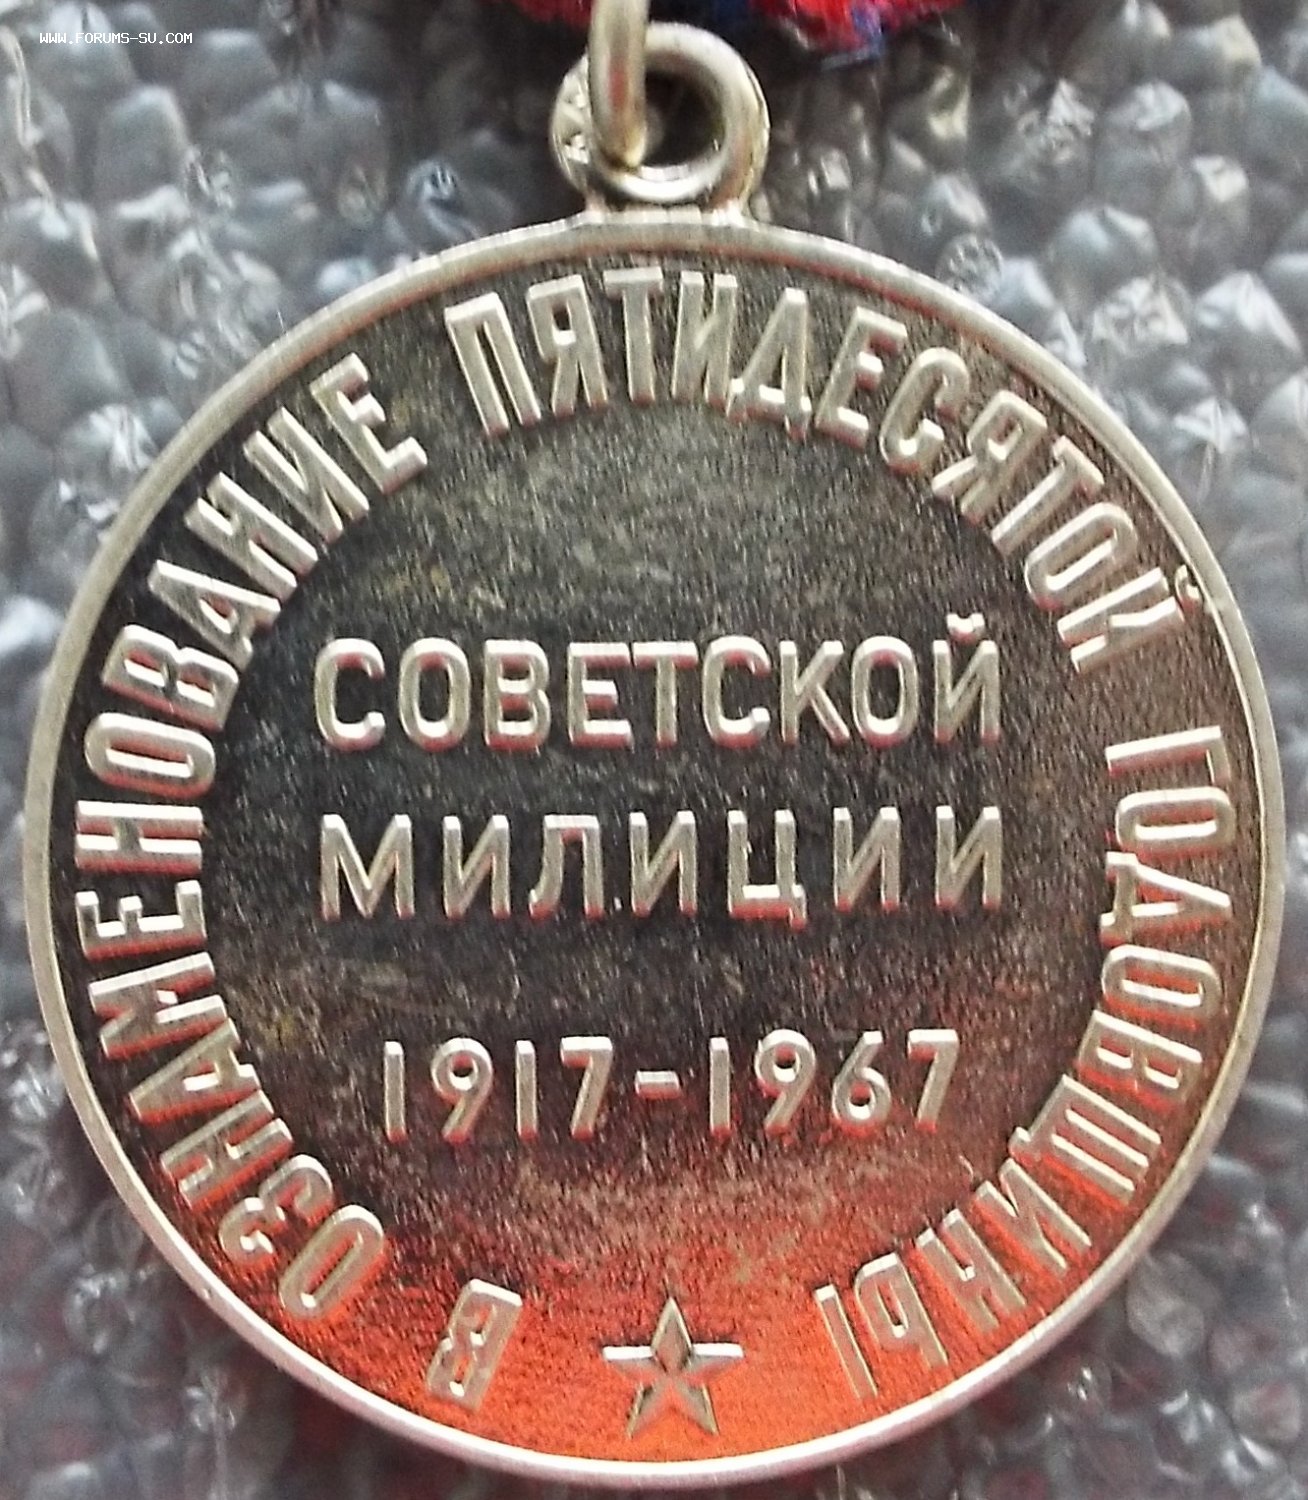 WWW.FORUMS-SU.COM
В ОЗНАМЕНОВАНИЕ ПЯТИДЕСЯТОЙ ГОДОВЩИНЫ
СОВЕТСКОЙ
МИЛИЦИИ
1917-1967